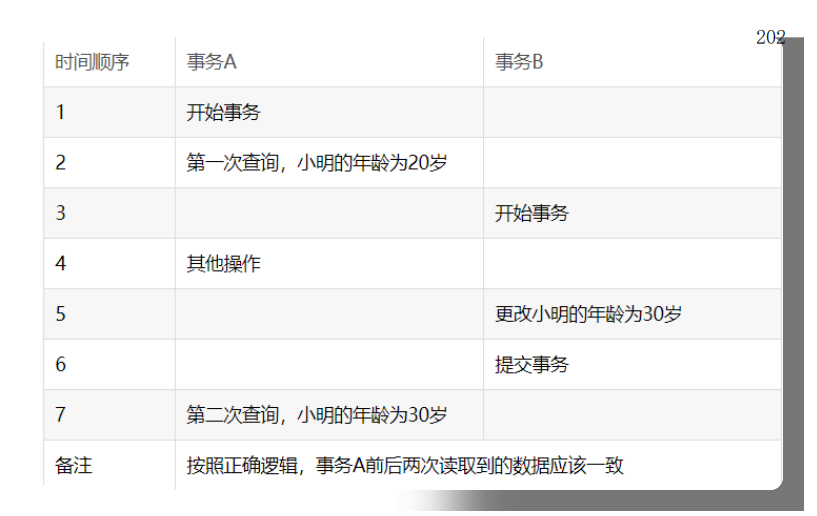 202
时间顺序 事务A 事务B
1 开始事务
2 第一次查询，小明的年龄为20岁
3 开始事务
4 其他操作
5 更改小明的年龄为30岁
6 提交事务
7 第二次查询，小明的年龄为30岁
备注 按照正确逻辑，事务A前后两次读取到的数据应该一致